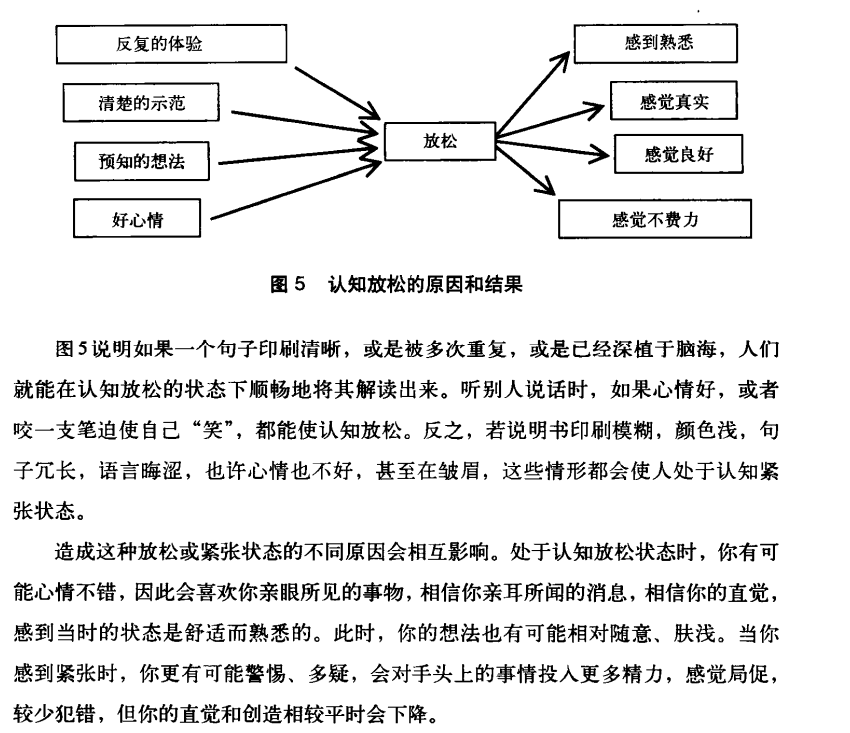 反复的体验
清楚的示范
预知的想法
好心情
放松
感到熟悉
感觉真实
感觉良好
感觉不费力
图 5 认知放松的原因和结果
图5说明如果一个句子印刷清晰，或是被多次重复，或是已经深植于脑海，人们
就能在认知放松的状态下顺畅地将其解读出来。听别人说话时，如果心情好，或者
咬一支笔迫使自己“笑”，都能使认知放松。反之，若说明书印刷模糊，颜色浅，句
子冗长，语言晦涩，也许心情也不好，甚至在皱眉，这些情形都会使人处于认知紧
张状态。
造成这种放松或紧张状态的不同原因会相互影响。处于认知放松状态时，你有可
能心情不错，因此会喜欢你亲眼所见的事物，相信你亲耳所闻的消息，相信你的直觉，
感到当时的状态是舒适而熟悉的。此时，你的想法也有可能相对随意、肤浅。当你
感到紧张时，你更有可能警惕、多疑，会对手头上的事情投入更多精力，感觉局促，
较少犯错，但你的直觉和创造相较平时会下降。